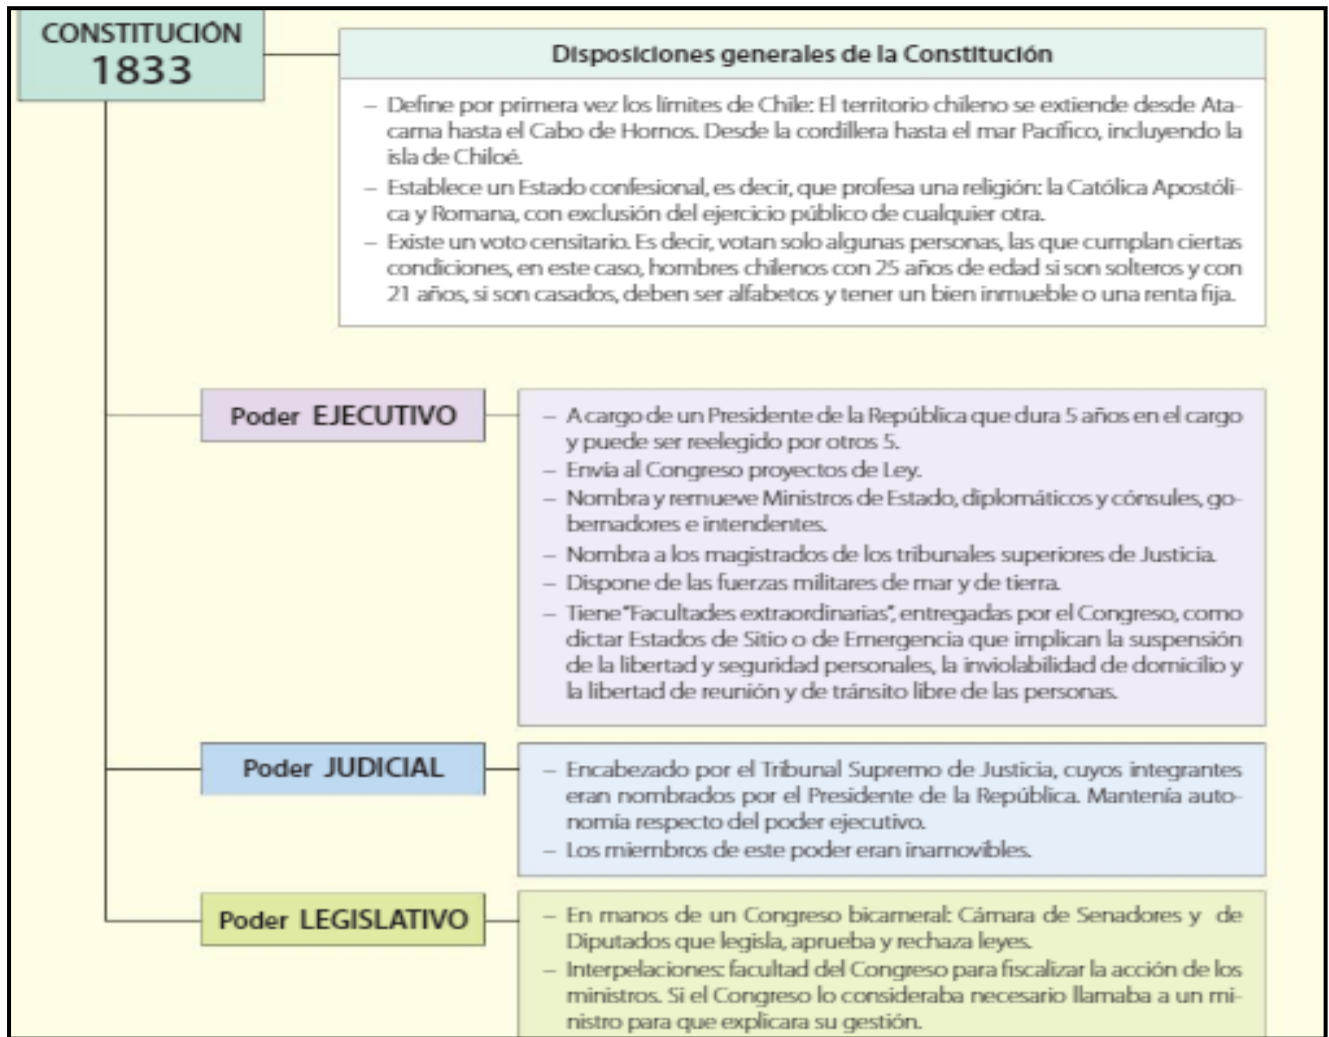 CONSTITUCIÓN
1833
Disposiciones generales de la Constitución
– Define por primera vez los límites de Chile: El territorio chileno se extiende desde Ata-
cama hasta el Cabo de Hornos. Desde la cordillera hasta el mar Pacífico, incluyendo la
isla de Chiloé.
– Establece un Estado confesional, es decir, que profesa una religión: la Católica Apostóli-
ca y Romana, con exclusión del ejercicio público de cualquier otra.
– Existe un voto censitario. Es decir, votan solo algunas personas, las que cumplan ciertas
condiciones, en este caso, hombres chilenos con 25 años de edad si son solteros y con
21 años, si son casados, deben ser alfabetos y tener un bien inmueble o una renta fija.
Poder EJECUTIVO
– A cargo de un Presidente de la República que dura 5 años en el cargo
y puede ser reelegido por otros 5.
– Envía al Congreso proyectos de Ley.
– Nombra y remueve Ministros de Estado, diplomáticos y cónsules, go-
bernadores e intendentes.
– Nombra a los magistrados de los tribunales superiores de Justicia.
– Dispone de las fuerzas militares de mar y de tierra.
– Tiene "Facultades extraordinarias", entregadas por el Congreso, como
dictar Estados de Sitio o de Emergencia que implican la suspensión
de la libertad y seguridad personales, la inviolabilidad de domicilio y
la libertad de reunión y de tránsito libre de las personas.
Poder JUDICIAL
– Encabezado por el Tribunal Supremo de Justicia, cuyos integrantes
eran nombrados por el Presidente de la República. Mantenía auto-
nomía respecto del poder ejecutivo.
– Los miembros de este poder eran inamovibles.
Poder LEGISLATIVO
– En manos de un Congreso bicameral: Cámara de Senadores y de
Diputados que legisla, aprueba y rechaza leyes.
– Interpelaciones: facultad del Congreso para fiscalizar la acción de los
ministros. Si el Congreso lo consideraba necesario llamaba a un mi-
nistro para que explicara su gestión.